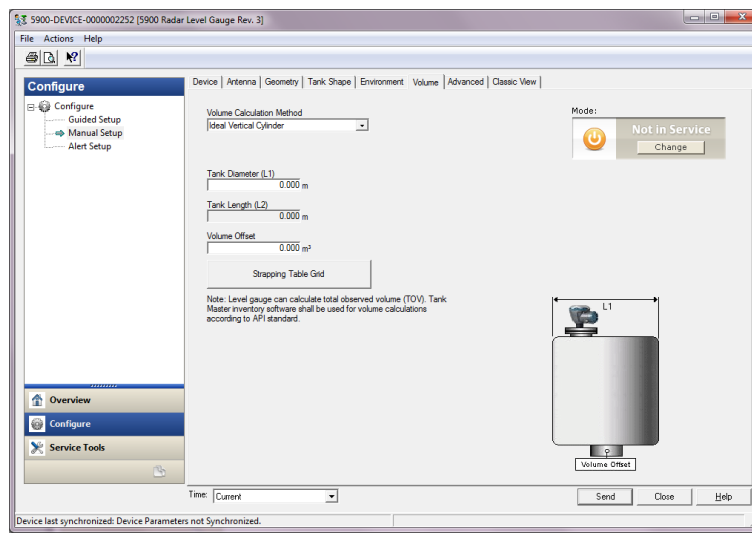 5900-DEVICE-0000002252 [5900 Radar Level Gauge Rev. 3]
File Actions Help
Configure
Configure
Guided Setup
Manual Setup
Alert Setup
Overview
Configure
Service Tools
Device Antenna Geometry Tank Shape Environment Volume Advanced Classic View
Volume Calculation Method
Ideal Vertical Cylinder
Mode:
Not in Service
Change
Tank Diameter (L1)
0.000 m
Tank Length (L2)
0.000 m
Volume Offset
0.000 m³
Strapping Table Grid
Note: Level gauge can calculate total observed volume (TOV). Tank
Master inventory software shall be used for volume calculations
according to API standard.
L1
Volume Offset
Time: Current
Send Close Help
Device last synchronized: Device Parameters not Synchronized.